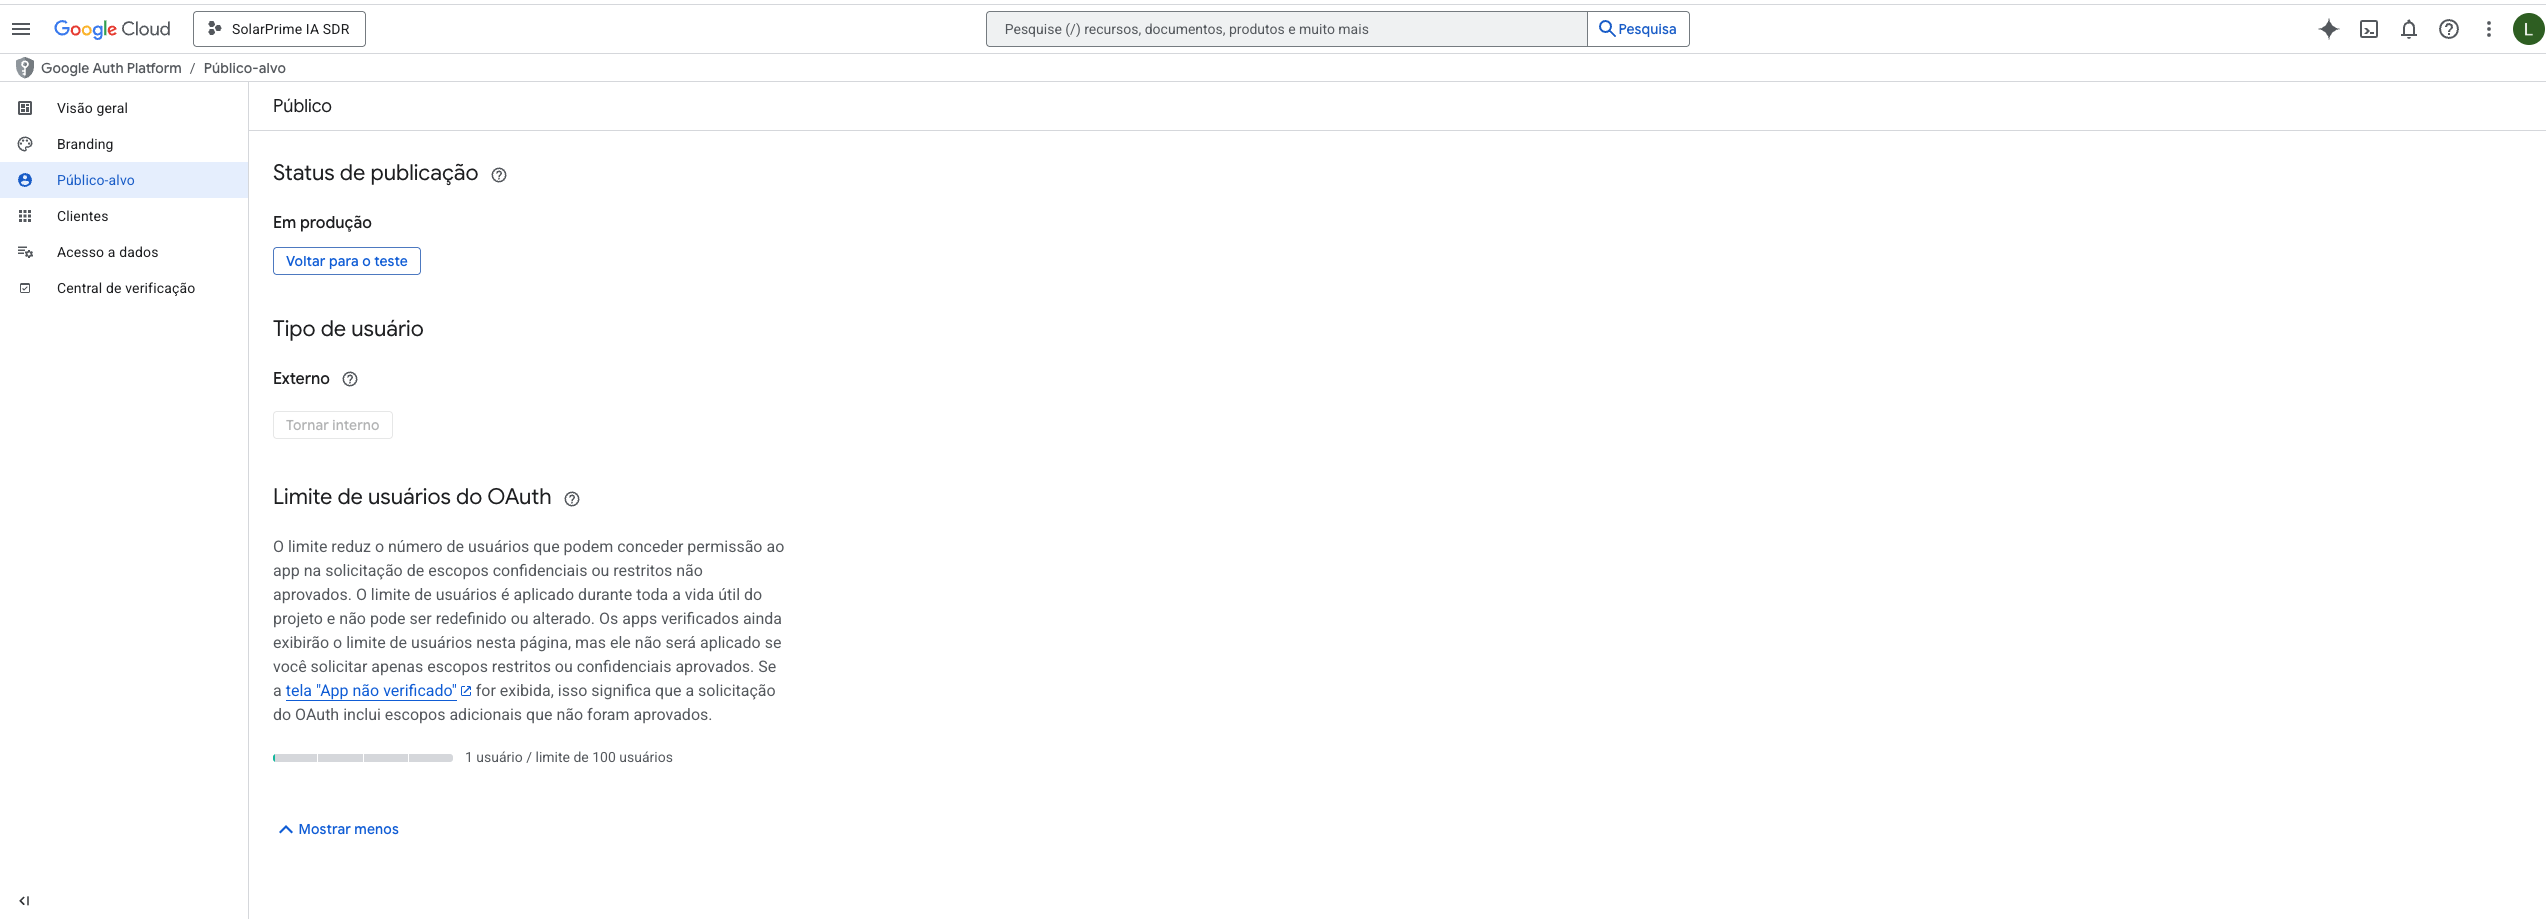 Google Cloud
SolarPrime IA SDR
Pesquise (/) recursos, documentos, produtos e muito mais
Pesquisa
L
Google Auth Platform / Público-alvo
Visão geral
Branding
Público-alvo
Clientes
Acesso a dados
Central de verificação
Público
Status de publicação
Em produção
Voltar para o teste
Tipo de usuário
Externo
Tornar interno
Limite de usuários do OAuth
O limite reduz o número de usuários que podem conceder permissão ao
app na solicitação de escopos confidenciais ou restritos não
aprovados. O limite de usuários é aplicado durante toda a vida útil do
projeto e não pode ser redefinido ou alterado. Os apps verificados ainda
exibirão o limite de usuários nesta página, mas ele não será aplicado se
você solicitar apenas escopos restritos ou confidenciais aprovados. Se
a tela "App não verificado" for exibida, isso significa que a solicitação
do OAuth inclui escopos adicionais que não foram aprovados.
1 usuário / limite de 100 usuários
Mostrar menos